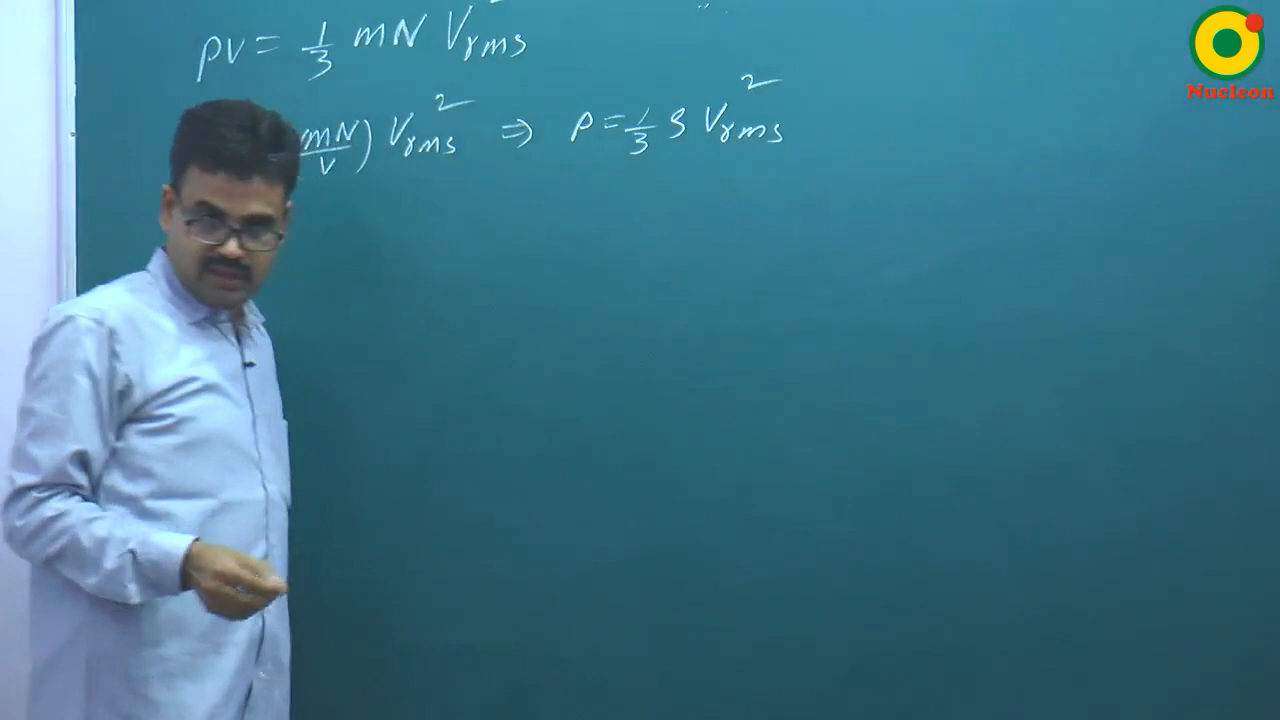 PV = 1/3 mN Vrms
mN/V) Vrms² ⇒ P = 1/3 ρ Vrms²
Nucleon